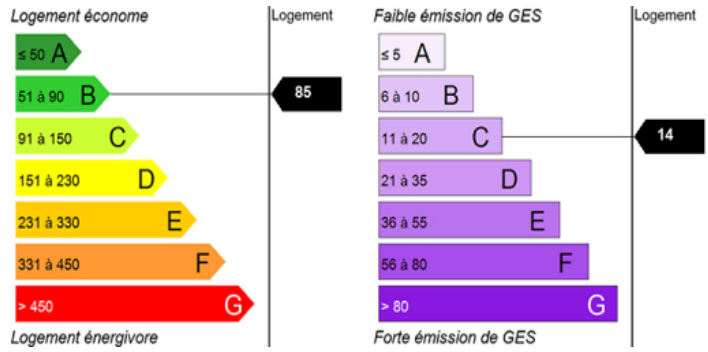 Logement économe
Logement
≤ 50 A
51 à 90 B
85
91 à 150 C
151 à 230 D
231 à 330 E
331 à 450 F
> 450 G
Logement énergivore
Faible émission de GES
Logement
≤ 5 A
6 à 10 B
11 à 20 C
14
21 à 35 D
36 à 55 E
56 à 80 F
> 80 G
Forte émission de GES